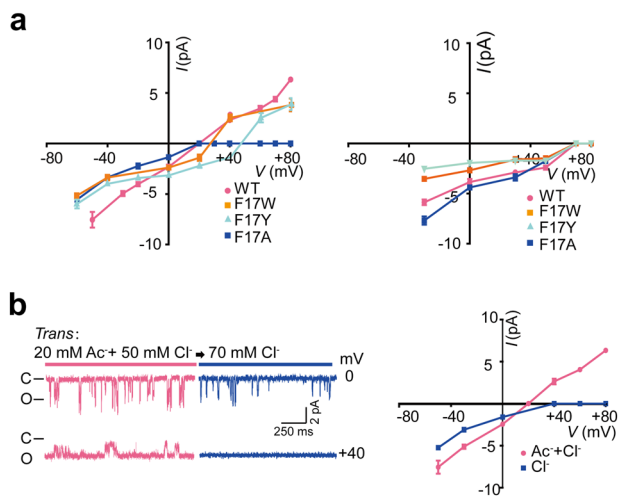 a
10
I(pA)
5
-80 -40 +40 +80
V (mV)
-5
-10
WT
F17W
F17Y
F17A
10
I(pA)
5
-80 -40 +40 +80
V (mV)
-5
-10
WT
F17W
F17Y
F17A
b
Trans:
20 mM Ac⁻+ 50 mM Cl⁻ ➡ 70 mM Cl⁻
mV
C
O
0
2 pA
250 ms
C
O
+40
10
I(pA)
5
-80 -40 +40 +80
V (mV)
-5
-10
Ac⁻+Cl⁻
Cl⁻